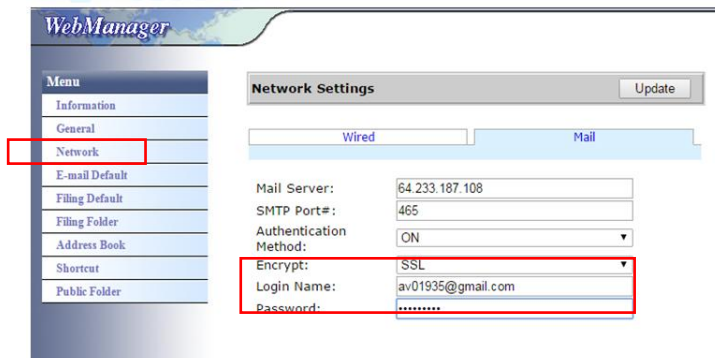 WebManager
Menu
Information
General
Network
E-mail Default
Filing Default
Filing Folder
Address Book
Shortcut
Public Folder
Network Settings Update
Wired Mail
Mail Server: 64.233.187.108
SMTP Port#: 465
Authentication
Method: ON
Encrypt: SSL
Login Name: av01935@gmail.com
Password: •••••••••